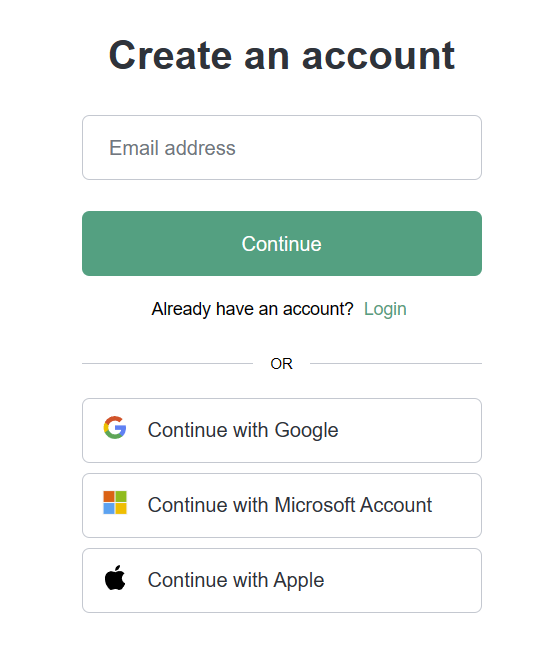 Create an account
Email address
Continue
Already have an account? Login
OR
Continue with Google
Continue with Microsoft Account
Continue with Apple